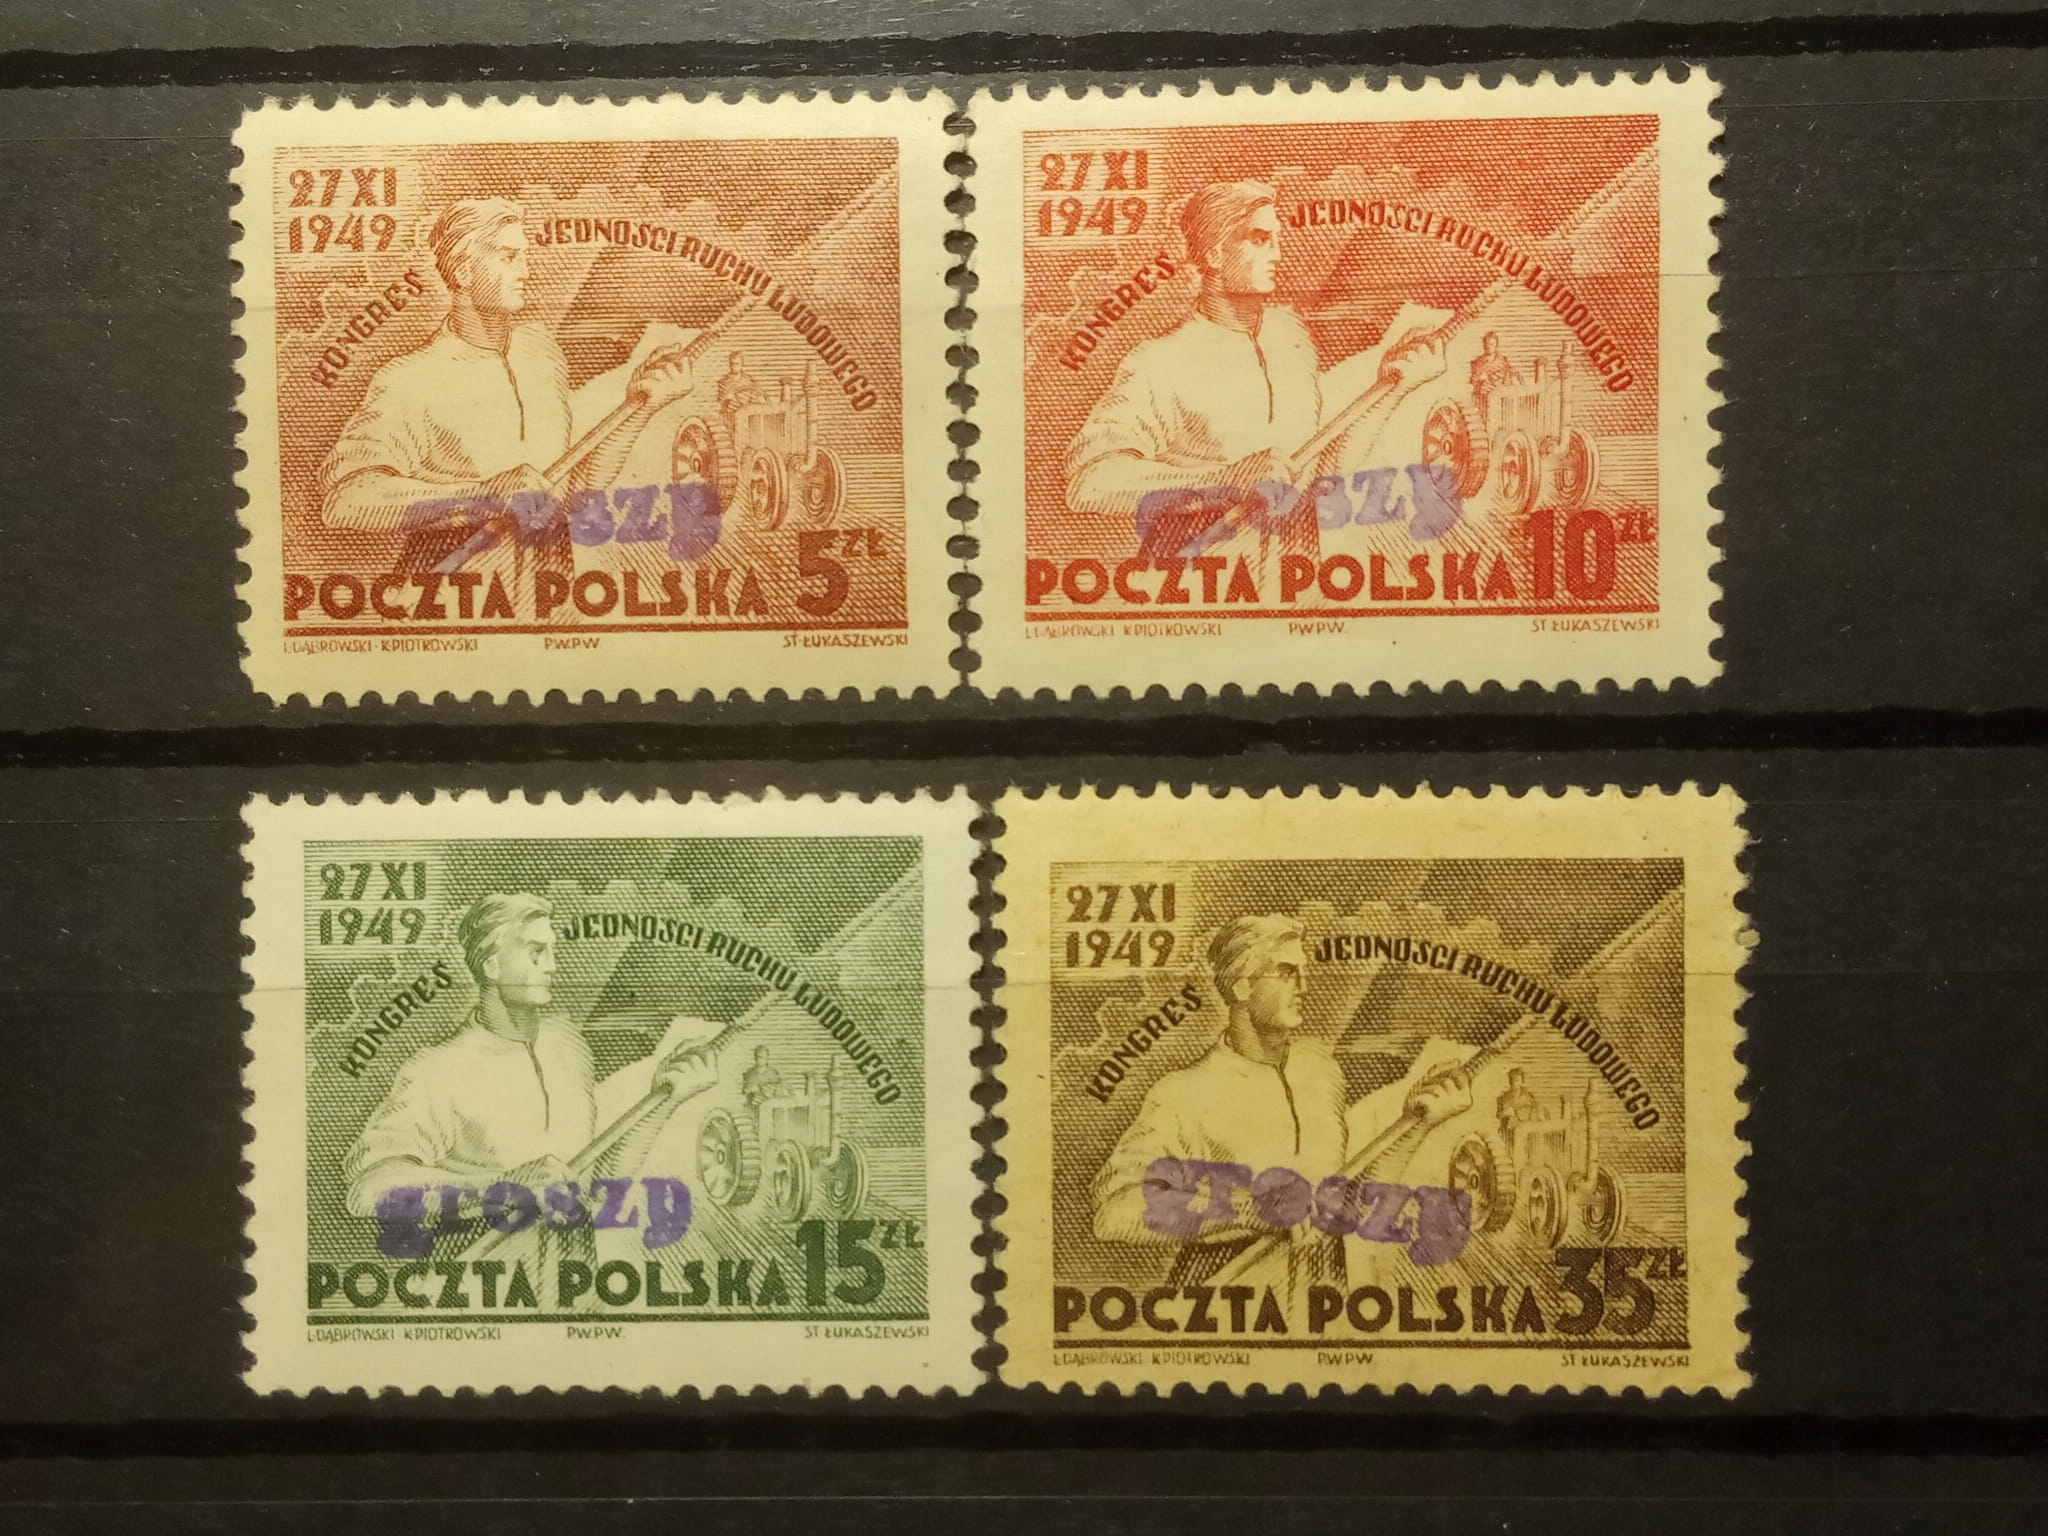 27 XI
1949
KONGRES JEDNOŚCI RUCHU LUDOWEGO
groszy
POCZTA POLSKA 5 ZŁ
Ł.DĄBROWSKI-K.PIOTROWSKI P.W.P.W. ST.ŁUKASZEWSKI
27 XI
1949
KONGRES JEDNOŚCI RUCHU LUDOWEGO
groszy
POCZTA POLSKA 10 ZŁ
Ł.DĄBROWSKI K.PIOTROWSKI P.W.P.W. ST.ŁUKASZEWSKI
27 XI
1949
KONGRES JEDNOŚCI RUCHU LUDOWEGO
groszy
POCZTA POLSKA 15 ZŁ
Ł.DĄBROWSKI K.PIOTROWSKI P.W.P.W. ST.ŁUKASZEWSKI
27 XI
1949
KONGRES JEDNOŚCI RUCHU LUDOWEGO
groszy
POCZTA POLSKA 35 ZŁ
Ł.DĄBROWSKI K.PIOTROWSKI P.W.P.W. ST.ŁUKASZEWSKI